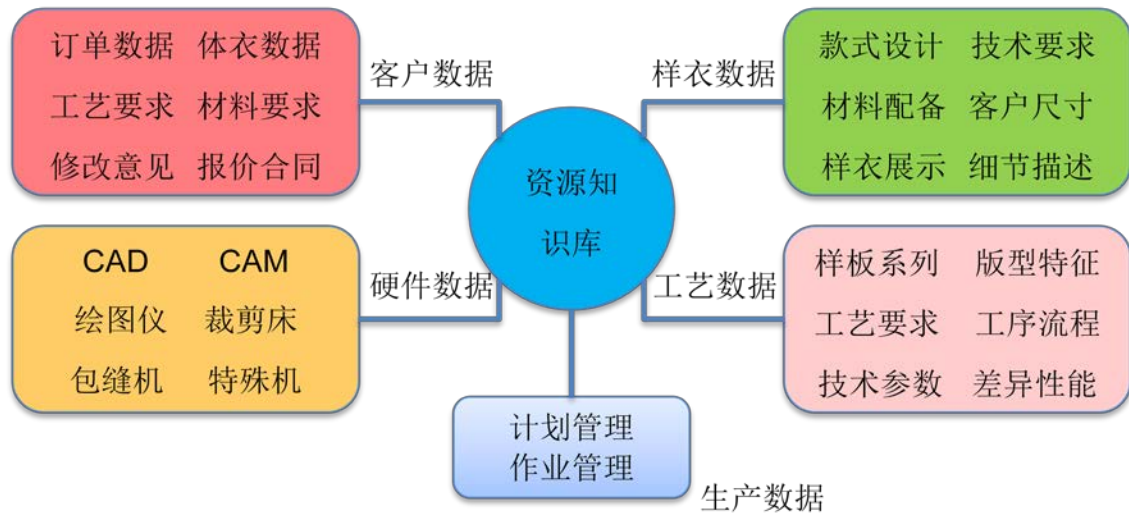 订单数据 体衣数据
工艺要求 材料要求
修改意见 报价合同
客户数据
样衣数据
款式设计 技术要求
材料配备 客户尺寸
样衣展示 细节描述
资源知
识库
CAD CAM
绘图仪 裁剪床
包缝机 特殊机
硬件数据
工艺数据
样板系列 版型特征
工艺要求 工序流程
技术参数 差异性能
计划管理
作业管理
生产数据